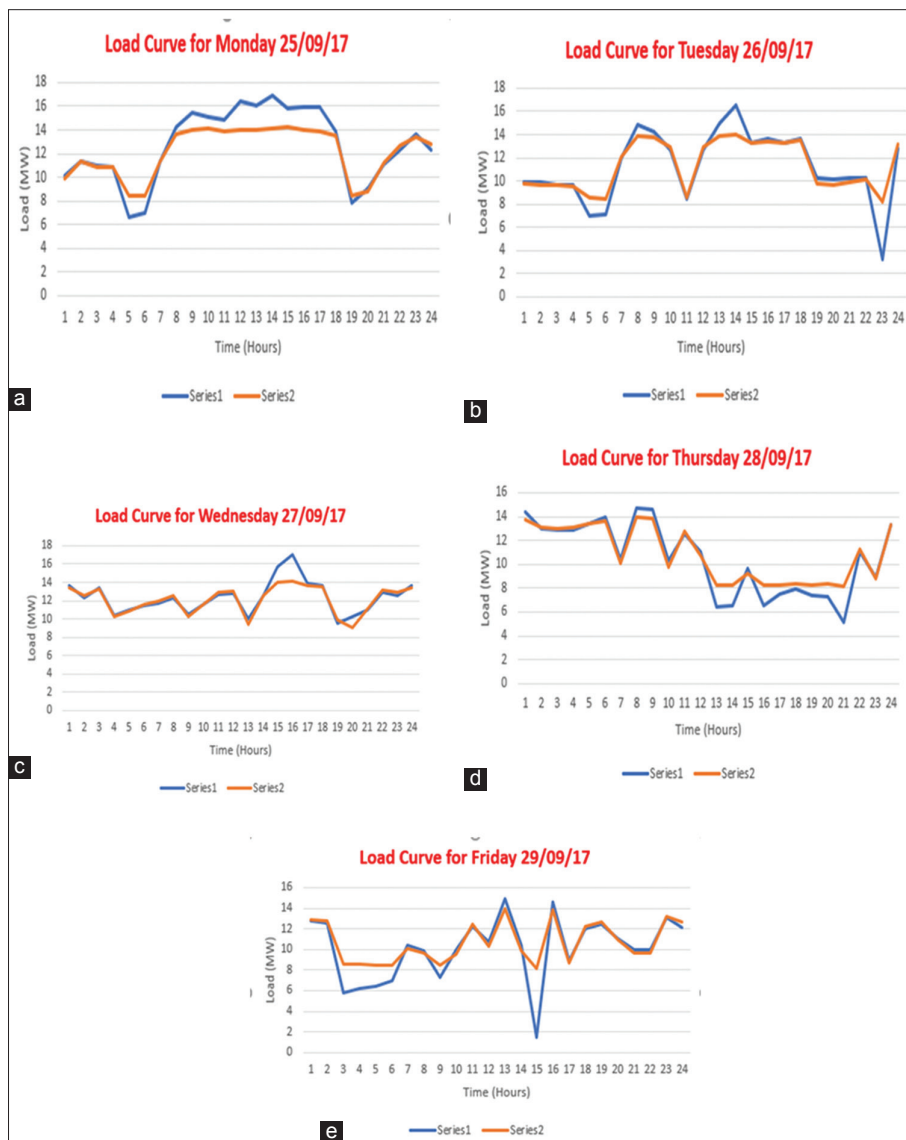 Load Curve for Monday 25/09/17
18
16
14
12
10
8
6
4
2
0
Load (MW)
1 2 3 4 5 6 7 8 9 10 11 12 13 14 15 16 17 18 19 20 21 22 23 24
Time (Hours)
Series1 Series2
a
Load Curve for Tuesday 26/09/17
18
16
14
12
10
8
6
4
2
0
Load (MW)
1 2 3 4 5 6 7 8 9 10 11 12 13 14 15 16 17 18 19 20 21 22 23 24
Time (Hours)
Series1 Series2
b
Load Curve for Wednesday 27/09/17
18
16
14
12
10
8
6
4
2
0
Load (MW)
1 2 3 4 5 6 7 8 9 10 11 12 13 14 15 16 17 18 19 20 21 22 23 24
Time (Hours)
Series1 Series2
c
Load Curve for Thursday 28/09/17
16
14
12
10
8
6
4
2
0
Load (MW)
1 2 3 4 5 6 7 8 9 10 11 12 13 14 15 16 17 18 19 20 21 22 23 24
Time (Hours)
Series1 Series2
d
Load Curve for Friday 29/09/17
16
14
12
10
8
6
4
2
0
Load (MW)
1 2 3 4 5 6 7 8 9 10 11 12 13 14 15 16 17 18 19 20 21 22 23 24
Time (Hours)
Series1 Series2
e